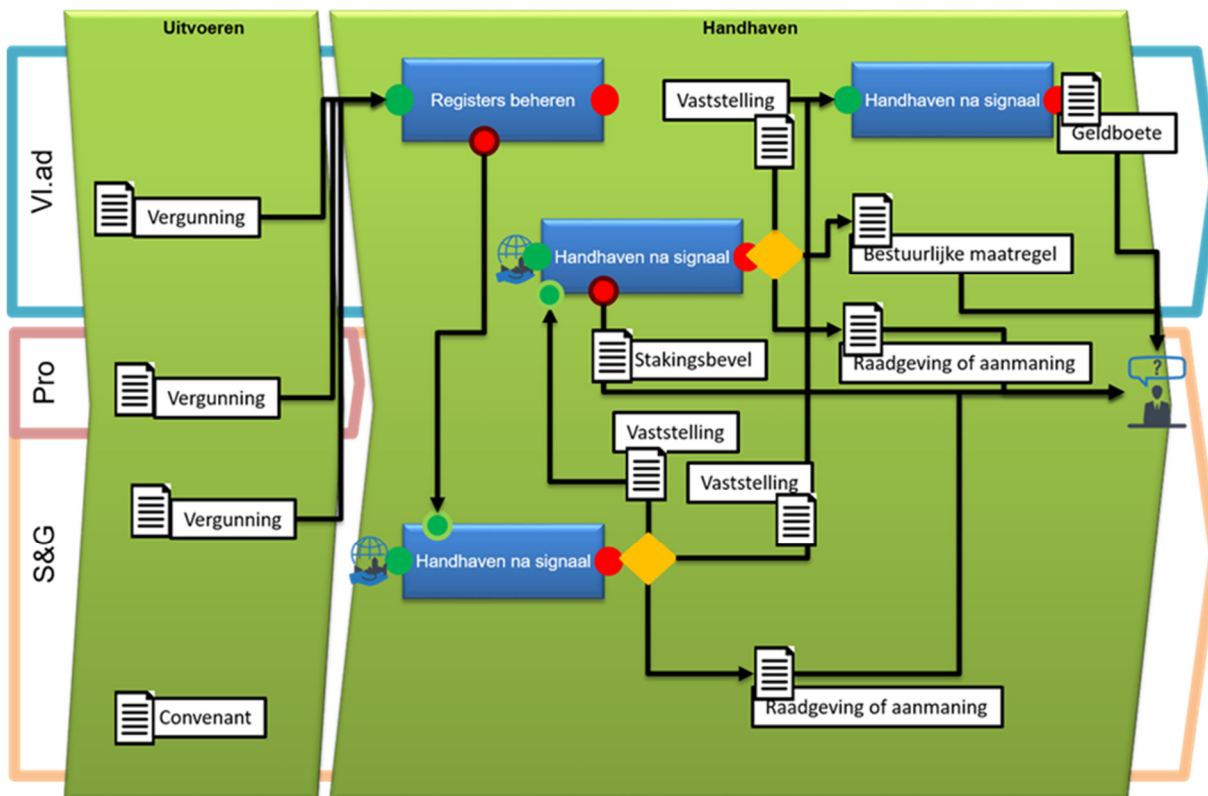 Uitvoeren
Handhaven
Vl.ad
Pro
S&G
Registers beheren
Vaststelling
Handhaven na signaal
Geldboete
Vergunning
Handhaven na signaal
Bestuurlijke maatregel
Stakingsbevel
Raadgeving of aanmaning
Vergunning
?
Vaststelling
Vaststelling
Vergunning
Handhaven na signaal
Raadgeving of aanmaning
Convenant